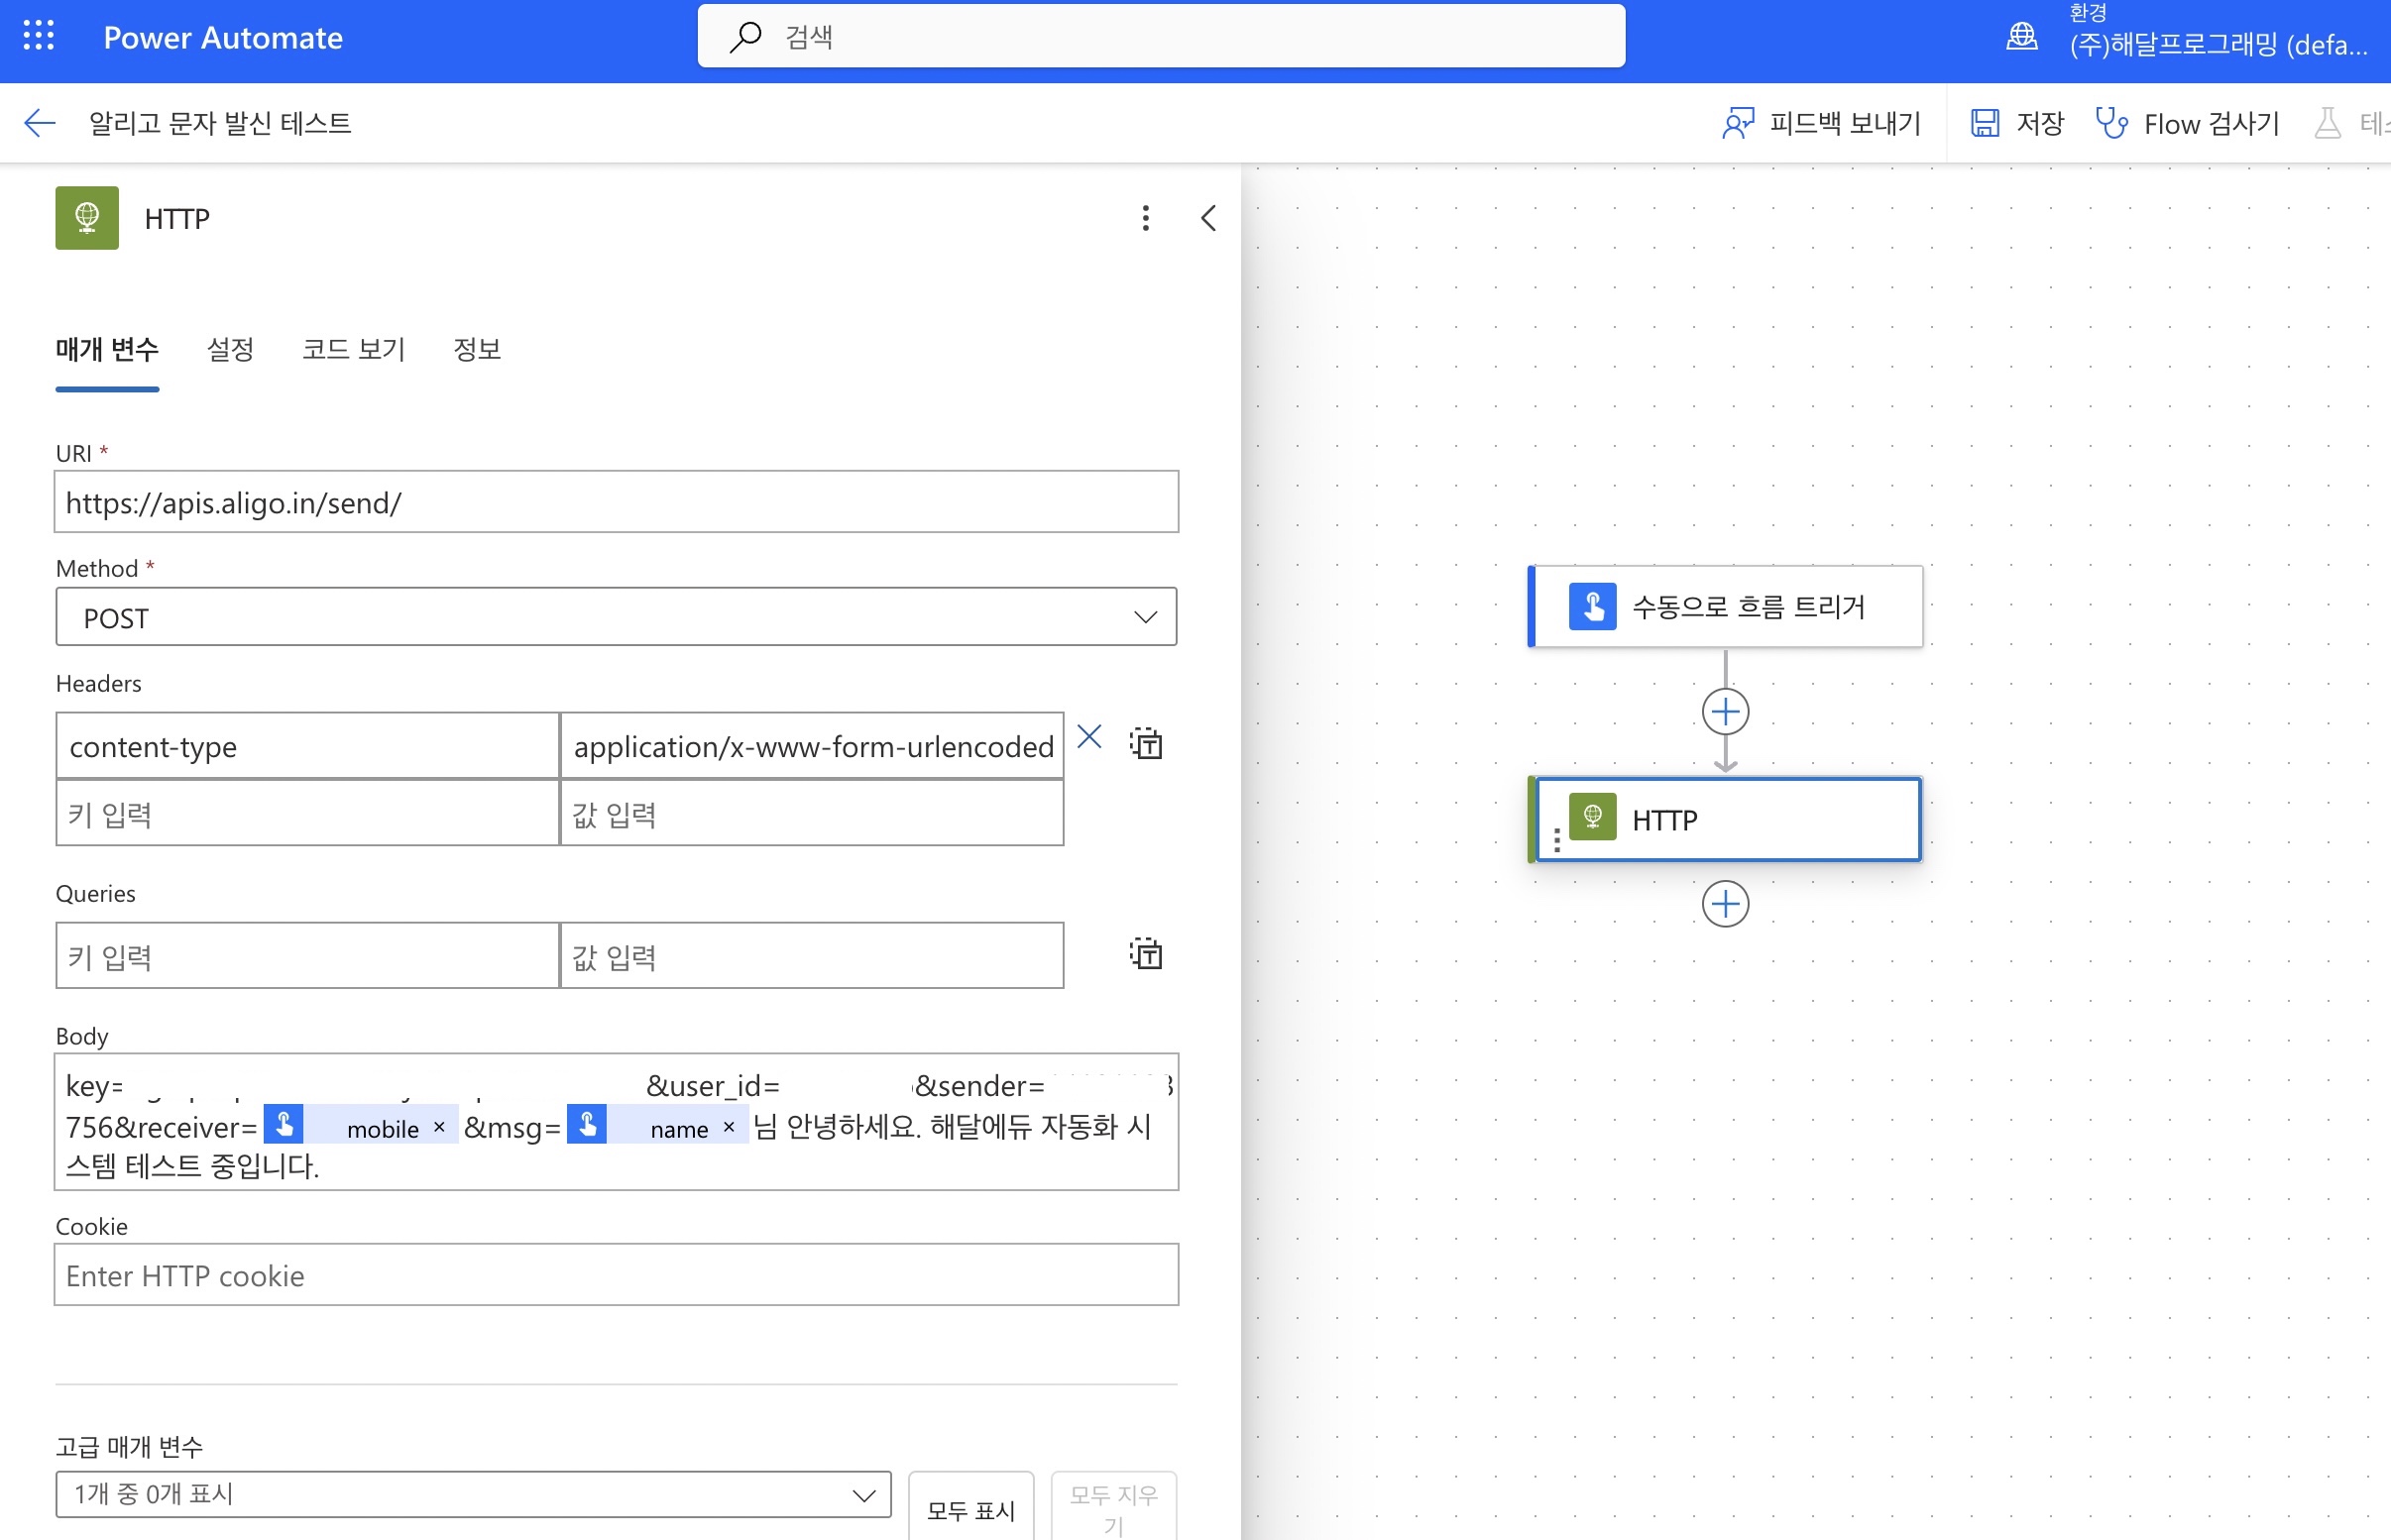 Power Automate
검색
환경
(주)해달프로그래밍 (defa...
알리고 문자 발신 테스트
피드백 보내기
저장
Flow 검사기
HTTP
매개 변수
설정
코드 보기
정보
URI *
https://apis.aligo.in/send/
Method *
POST
Headers
content-type
application/x-www-form-urlencoded
키 입력
값 입력
Queries
키 입력
값 입력
Body
key= &user_id= &sender=
756&receiver= mobile × &msg= name × 님 안녕하세요. 해달에듀 자동화 시
스템 테스트 중입니다.
Cookie
Enter HTTP cookie
고급 매개 변수
1개 중 0개 표시
모두 표시
모두 지우
기
수동으로 흐름 트리거
HTTP